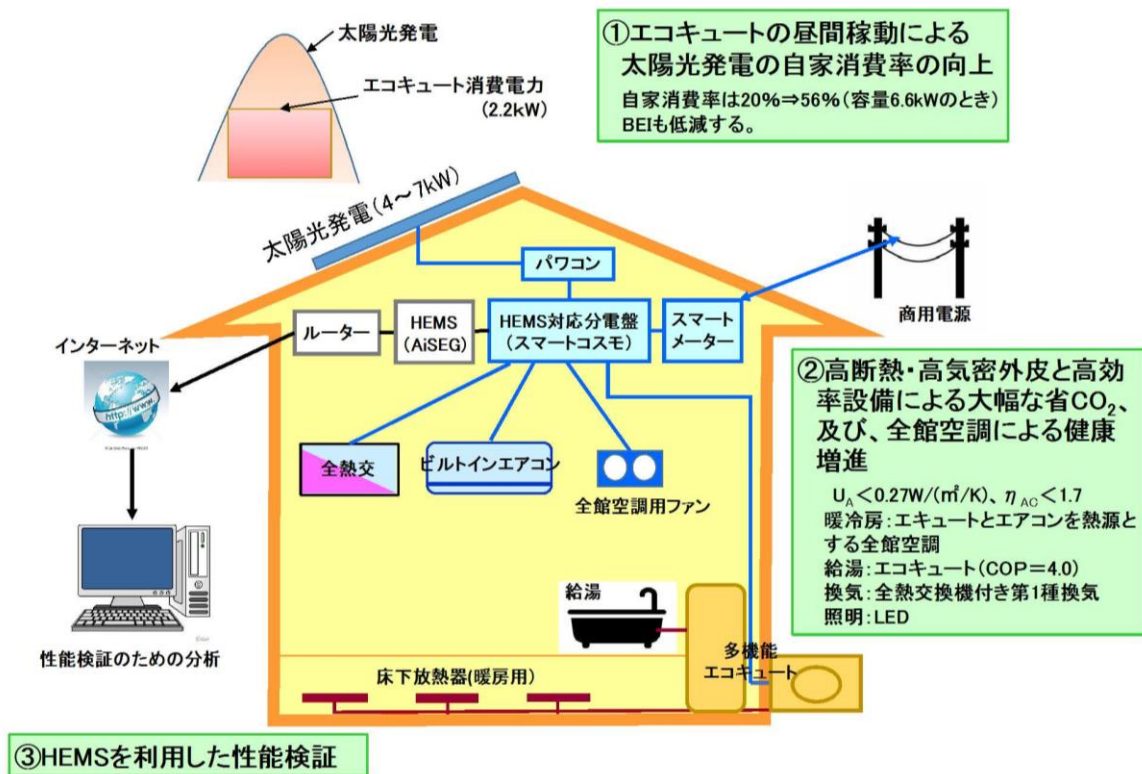 太陽光発電
エコキュート消費電力
(2.2kW)
①エコキュートの昼間稼動による
太陽光発電の自家消費率の向上
自家消費率は20%⇒56%(容量6.6kWのとき)
BEIも低減する。
太陽光発電(4～7kW)
パワコン
商用電源
ルーター
HEMS
(AiSEG)
HEMS対応分電盤
(スマートコスモ)
スマート
メーター
インターネット
http://www.
全熱交
ビルトインエアコン
全館空調用ファン
②高断熱・高気密外皮と高効
率設備による大幅な省CO₂、
及び、全館空調による健康
増進
UA＜0.27W/(㎡/K)、ηAC＜1.7
暖冷房:エキュートとエアコンを熱源と
する全館空調
給湯:エコキュート(COP=4.0)
換気:全熱交換機付き第1種換気
照明:LED
性能検証のための分析
給湯
多機能
エコキュート
床下放熱器(暖房用)
③HEMSを利用した性能検証